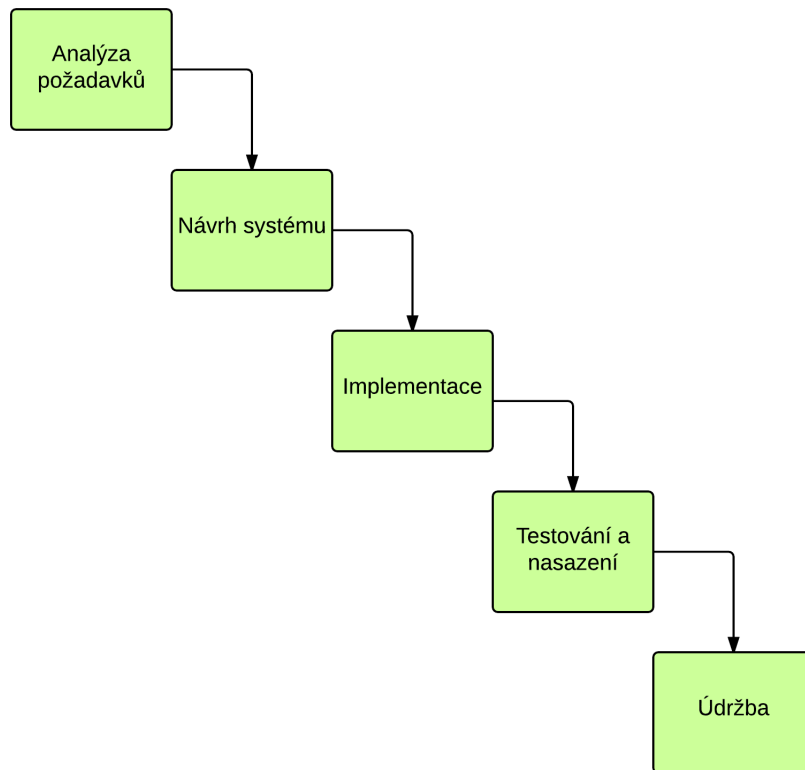 Analýza
požadavků
Návrh systému
Implementace
Testování a
nasazení
Údržba